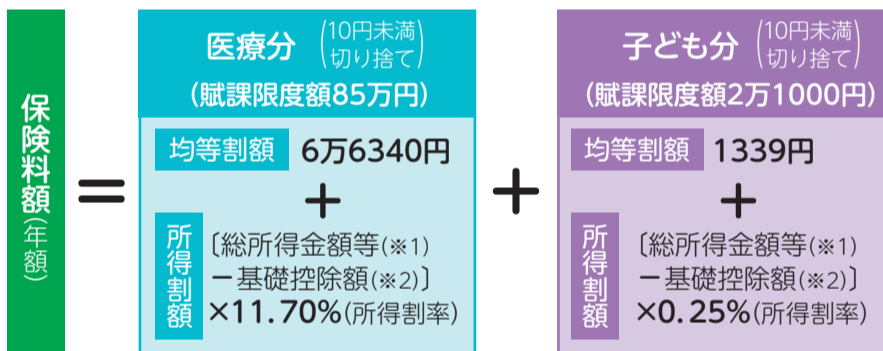 保険料額(年額)
=
医療分 (10円未満切り捨て)
(賦課限度額85万円)
均等割額 6万6340円
+
所得割額
〔総所得金額等(※1)
−基礎控除額(※2)〕
×11.70%(所得割率)
+
子ども分 (10円未満切り捨て)
(賦課限度額2万1000円)
均等割額 1339円
+
所得割額
〔総所得金額等(※1)
−基礎控除額(※2)〕
×0.25%(所得割率)